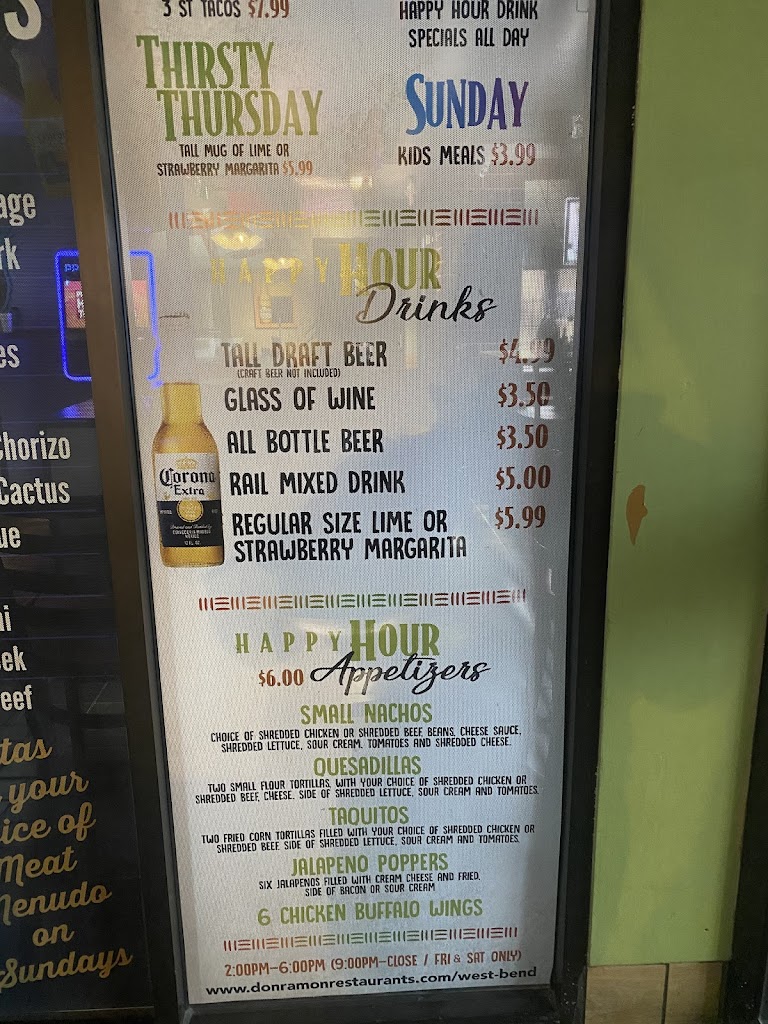 S
age
rk
es
Chorizo
Cactus
ue
ai
ek
eef
tas
your
ice of
Meat
Menudo
on
Sundays
3 ST TACOS $7.99
HAPPY HOUR DRINK
SPECIALS ALL DAY
THIRSTY
THURSDAY
TALL MUG OF LIME OR
STRAWBERRY MARGARITA $5.99
SUNDAY
KIDS MEALS $3.99
HAPPY HOUR
Drinks
TALL DRAFT BEER $4.99
(CRAFT BEER NOT INCLUDED)
GLASS OF WINE $3.50
ALL BOTTLE BEER $3.50
RAIL MIXED DRINK $5.00
REGULAR SIZE LIME OR $5.99
STRAWBERRY MARGARITA
Corona
Extra
HAPPY HOUR
$6.00 Appetizers
SMALL NACHOS
CHOICE OF SHREDDED CHICKEN OR SHREDDED BEEF, BEANS, CHEESE SAUCE,
SHREDDED LETTUCE, SOUR CREAM, TOMATOES AND SHREDDED CHEESE.
QUESADILLAS
TWO SMALL FLOUR TORTILLAS, WITH YOUR CHOICE OF SHREDDED CHICKEN OR
SHREDDED BEEF, CHEESE. SIDE OF SHREDDED LETTUCE, SOUR CREAM AND TOMATOES.
TAQUITOS
TWO FRIED CORN TORTILLAS FILLED WITH YOUR CHOICE OF SHREDDED CHICKEN OR
SHREDDED BEEF. SIDE OF SHREDDED LETTUCE, SOUR CREAM AND TOMATOES.
JALAPENO POPPERS
SIX JALAPENOS FILLED WITH CREAM CHEESE AND FRIED.
SIDE OF BACON OR SOUR CREAM
6 CHICKEN BUFFALO WINGS
2:00PM-6:00PM (9:00PM-CLOSE / FRI & SAT ONLY)
www.donramonrestaurants.com/west-bend